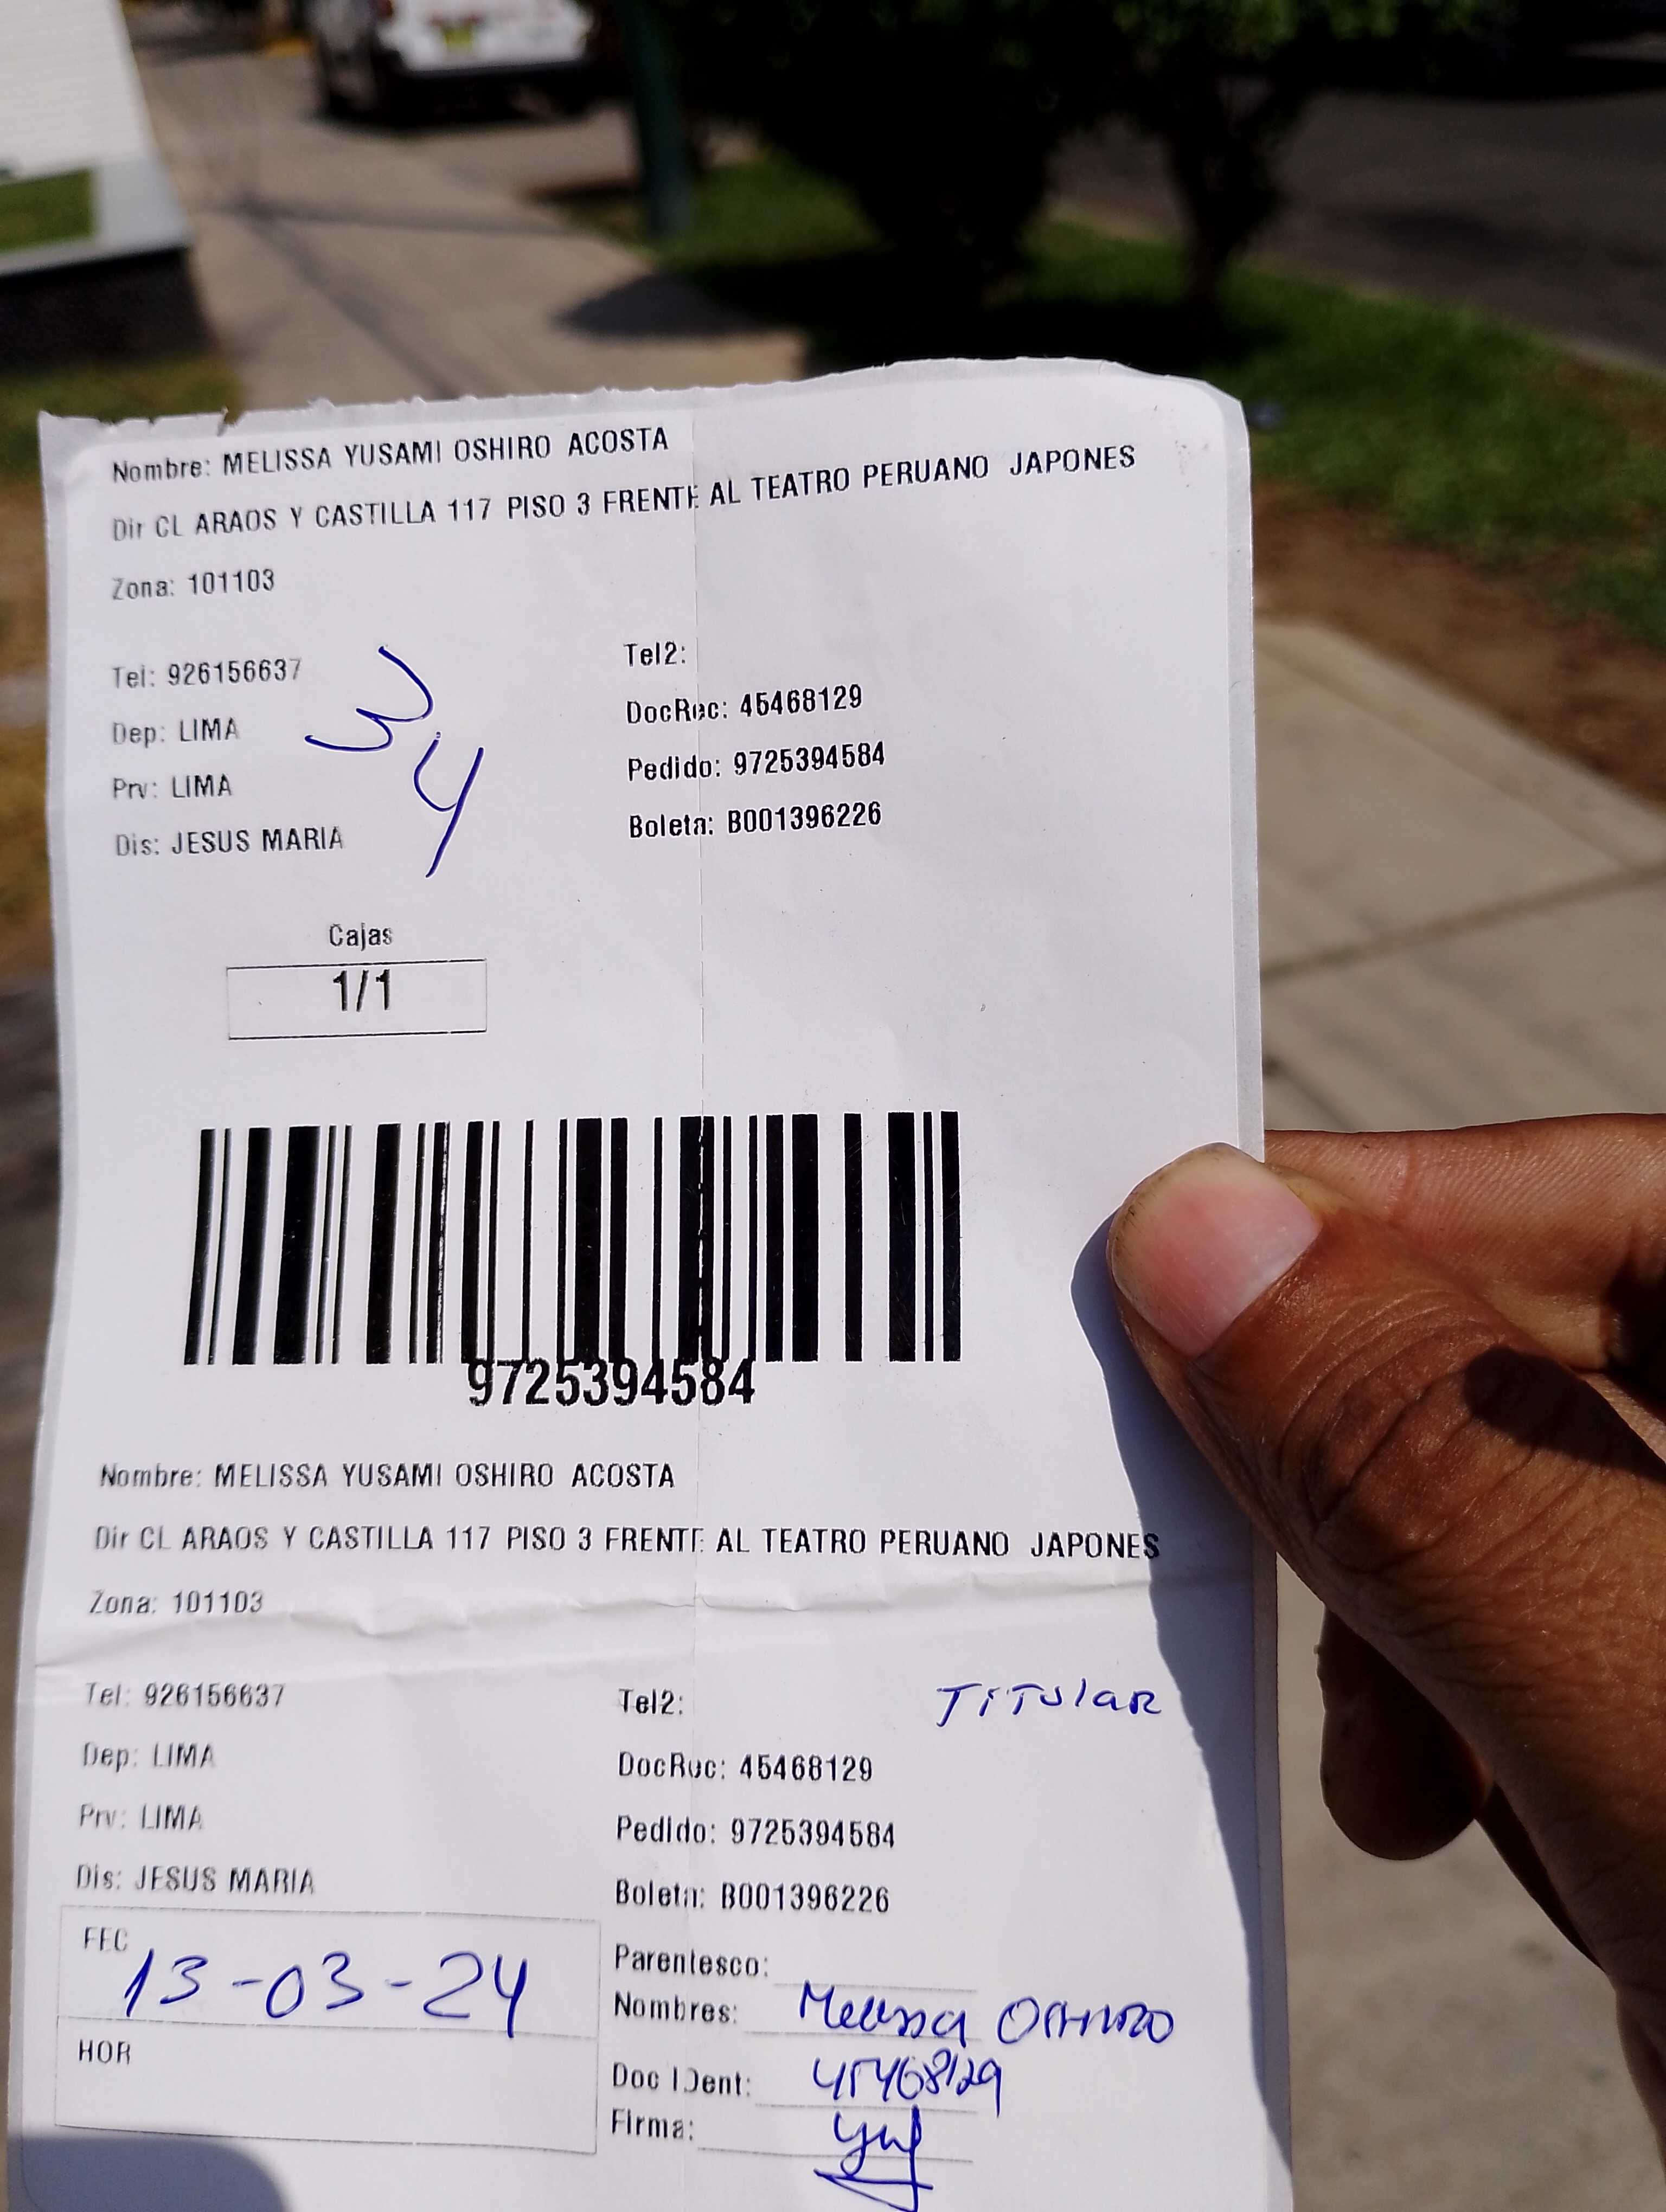 Nombre: MELISSA YUSAMI OSHIRO ACOSTA
Dir CL ARAOS Y CASTILLA 117 PISO 3 FRENTE AL TEATRO PERUANO JAPONES
Zona: 101103
Tel: 926156637 Tel2:
34
DocRec: 45468129
Dep: LIMA
Pedido: 9725394584
Prv: LIMA
Boleta: B001396226
Dis: JESUS MARIA
Cajas
1/1
9725394584
Nombre: MELISSA YUSAMI OSHIRO ACOSTA
Dir CL ARAOS Y CASTILLA 117 PISO 3 FRENTE AL TEATRO PERUANO JAPONES
Zona: 101103
Tel: 926156637 Tel2: TITULAR
Dep: LIMA DocRec: 45468129
Prv: LIMA Pedido: 9725394584
Dis: JESUS MARIA Boleta: B001396226
FEC 13-03-24
HOR
Parentesco:
Nombres: Melissa OSHIRO
Doc IDent: 45468129
Firma: